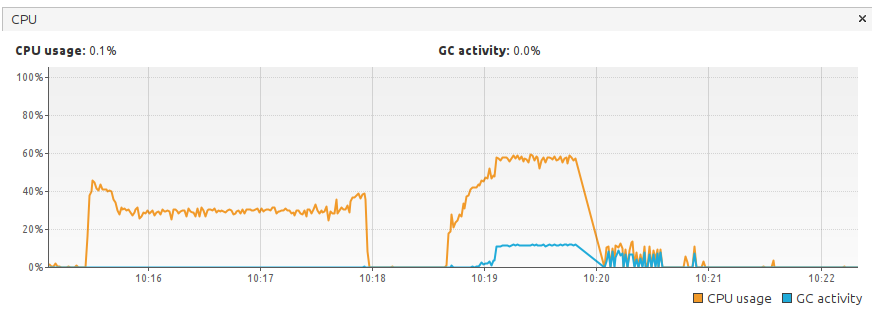 CPU ×
CPU usage: 0.1% GC activity: 0.0%
100%
80%
60%
40%
20%
0%
10:16 10:17 10:18 10:19 10:20 10:21 10:22
CPU usage GC activity